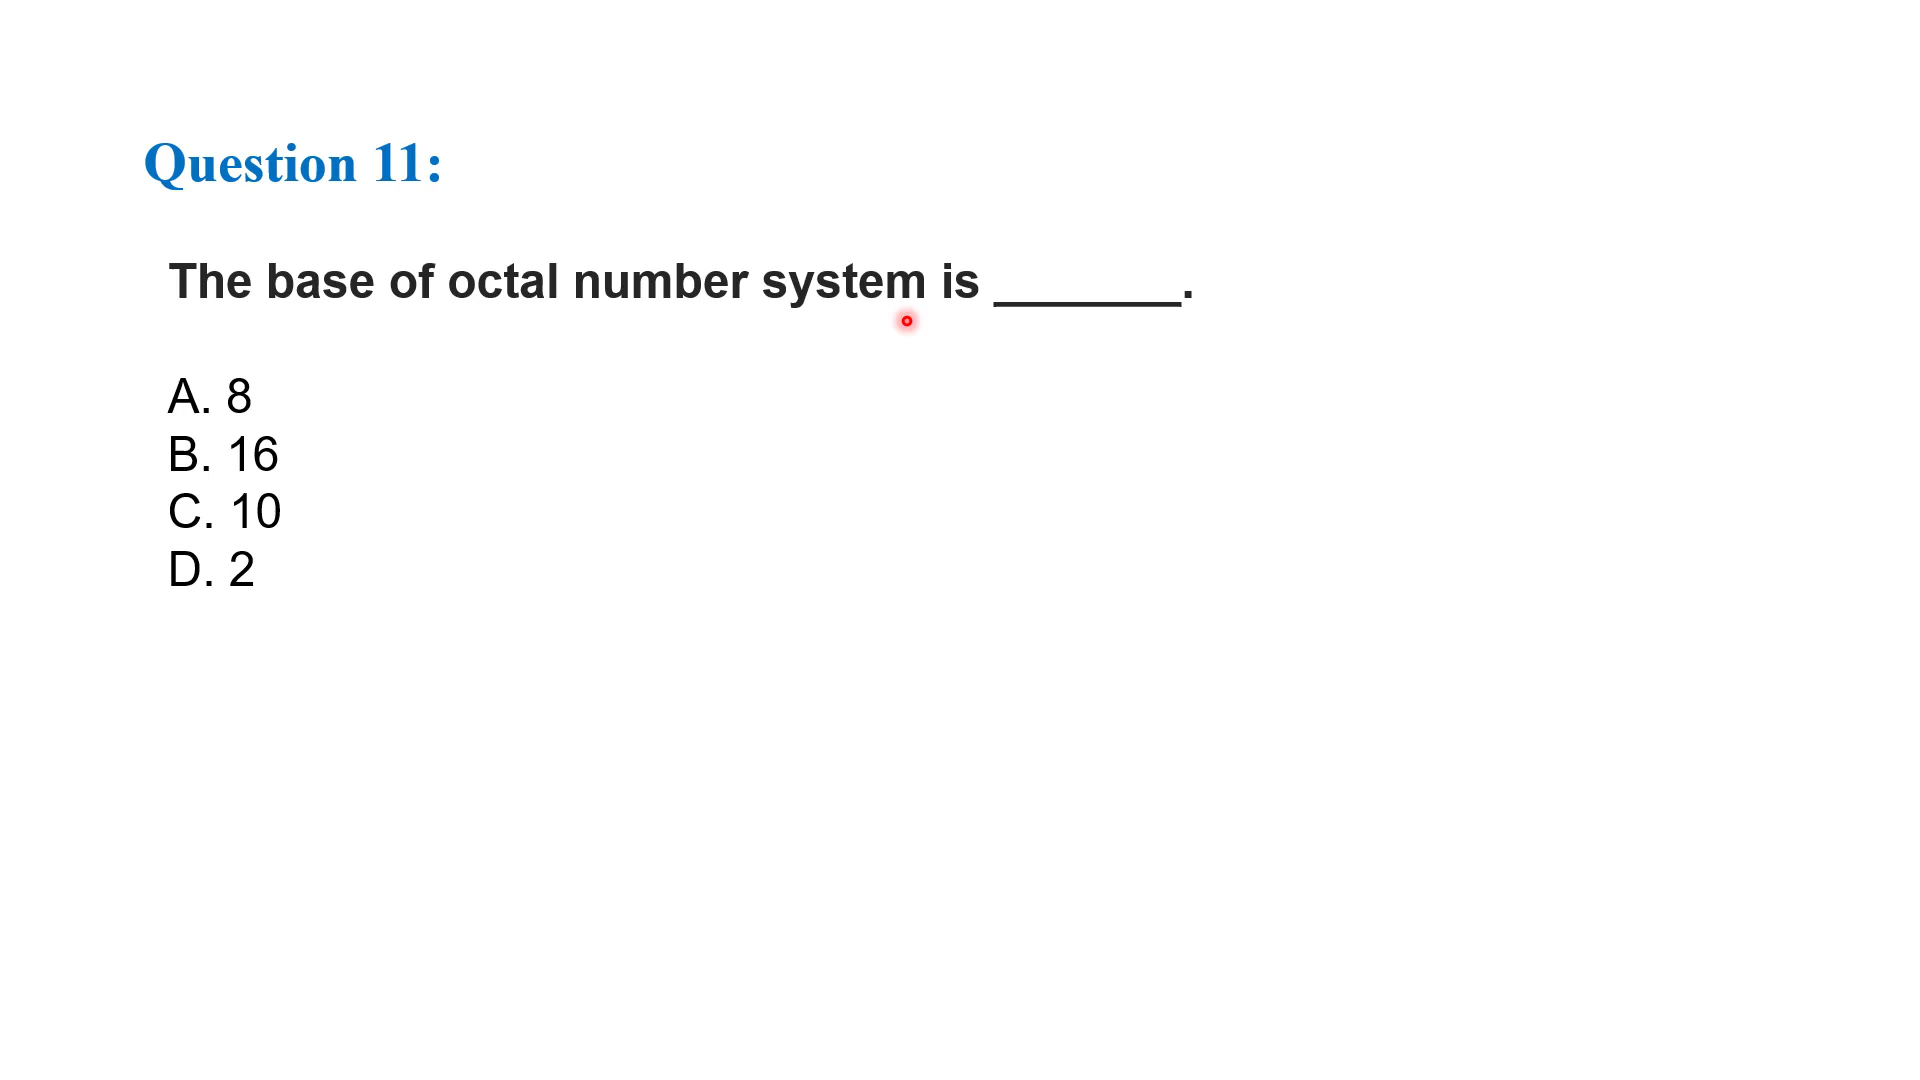 Question 11:
The base of octal number system is _______.
A. 8
B. 16
C. 10
D. 2